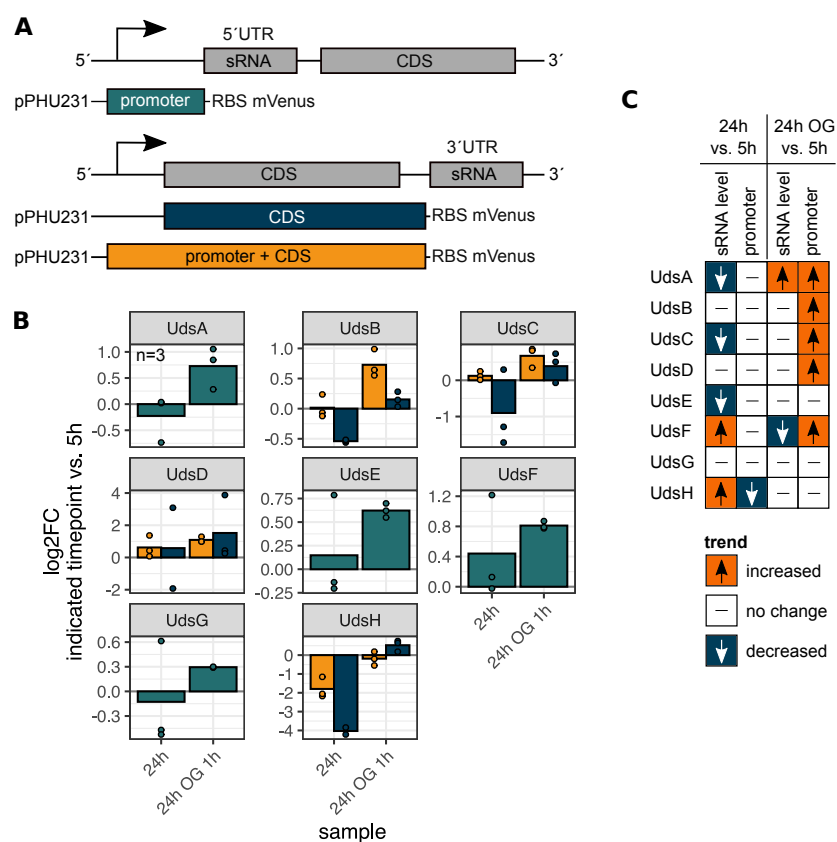 A
5´UTR
5´ sRNA CDS 3´
pPHU231 promoter RBS mVenus
3´UTR
5´ CDS sRNA 3´
pPHU231 CDS RBS mVenus
pPHU231 promoter + CDS RBS mVenus
B
log2FC
indicated timepoint vs. 5h
UdsA
n=3
1.0
0.5
0.0
-0.5
UdsB
1.0
0.5
0.0
-0.5
UdsC
0
-1
UdsD
4
2
0
-2
UdsE
0.75
0.50
0.25
0.00
-0.25
UdsF
1.2
0.8
0.4
0.0
24h
24h OG 1h
UdsG
0.6
0.3
0.0
-0.3
24h
24h OG 1h
UdsH
0
-1
-2
-3
-4
24h
24h OG 1h
sample
C
24h
vs. 5h
24h OG
vs. 5h
sRNA level
promoter
sRNA level
promoter
UdsA
UdsB
UdsC
UdsD
UdsE
UdsF
UdsG
UdsH
trend
increased
no change
decreased